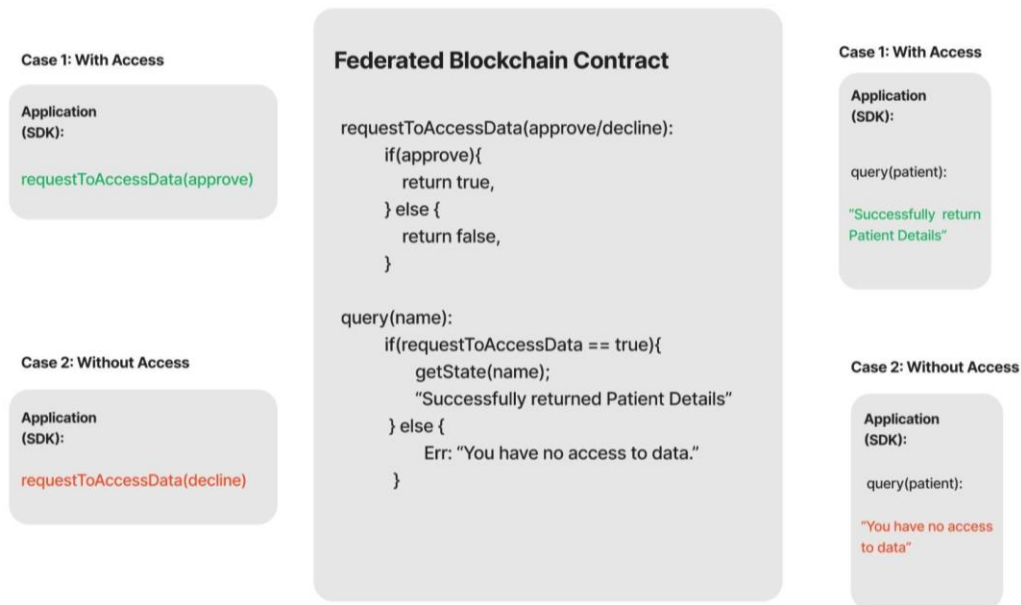 Case 1: With Access
Application
(SDK):
requestToAccessData(approve)
Case 2: Without Access
Application
(SDK):
requestToAccessData(decline)
Federated Blockchain Contract
requestToAccessData(approve/decline):
if(approve){
return true,
} else {
return false,
}
query(name):
if(requestToAccessData == true){
getState(name);
“Successfully returned Patient Details”
} else {
Err: “You have no access to data.”
}
Case 1: With Access
Application
(SDK):
query(patient):
“Successfully return
Patient Details”
Case 2: Without Access
Application
(SDK):
query(patient):
“You have no access
to data”